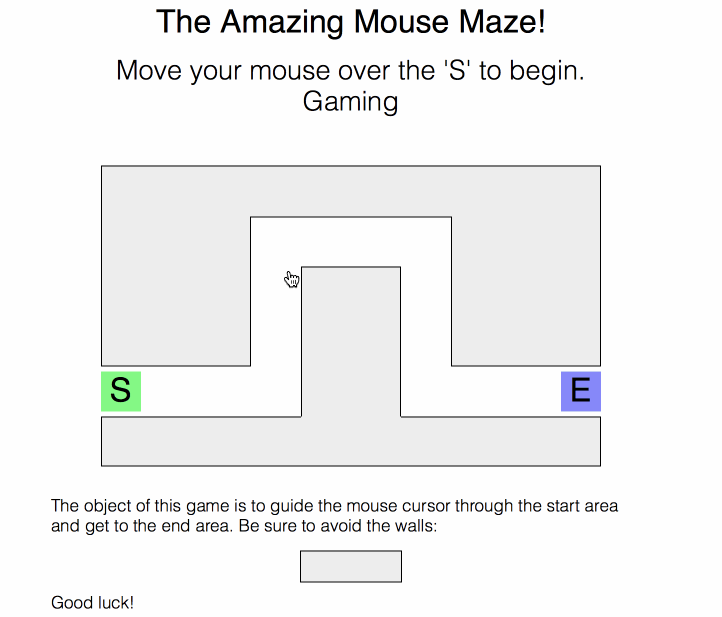 The Amazing Mouse Maze!
Move your mouse over the 'S' to begin.
Gaming
S
E
The object of this game is to guide the mouse cursor through the start area
and get to the end area. Be sure to avoid the walls:
Good luck!